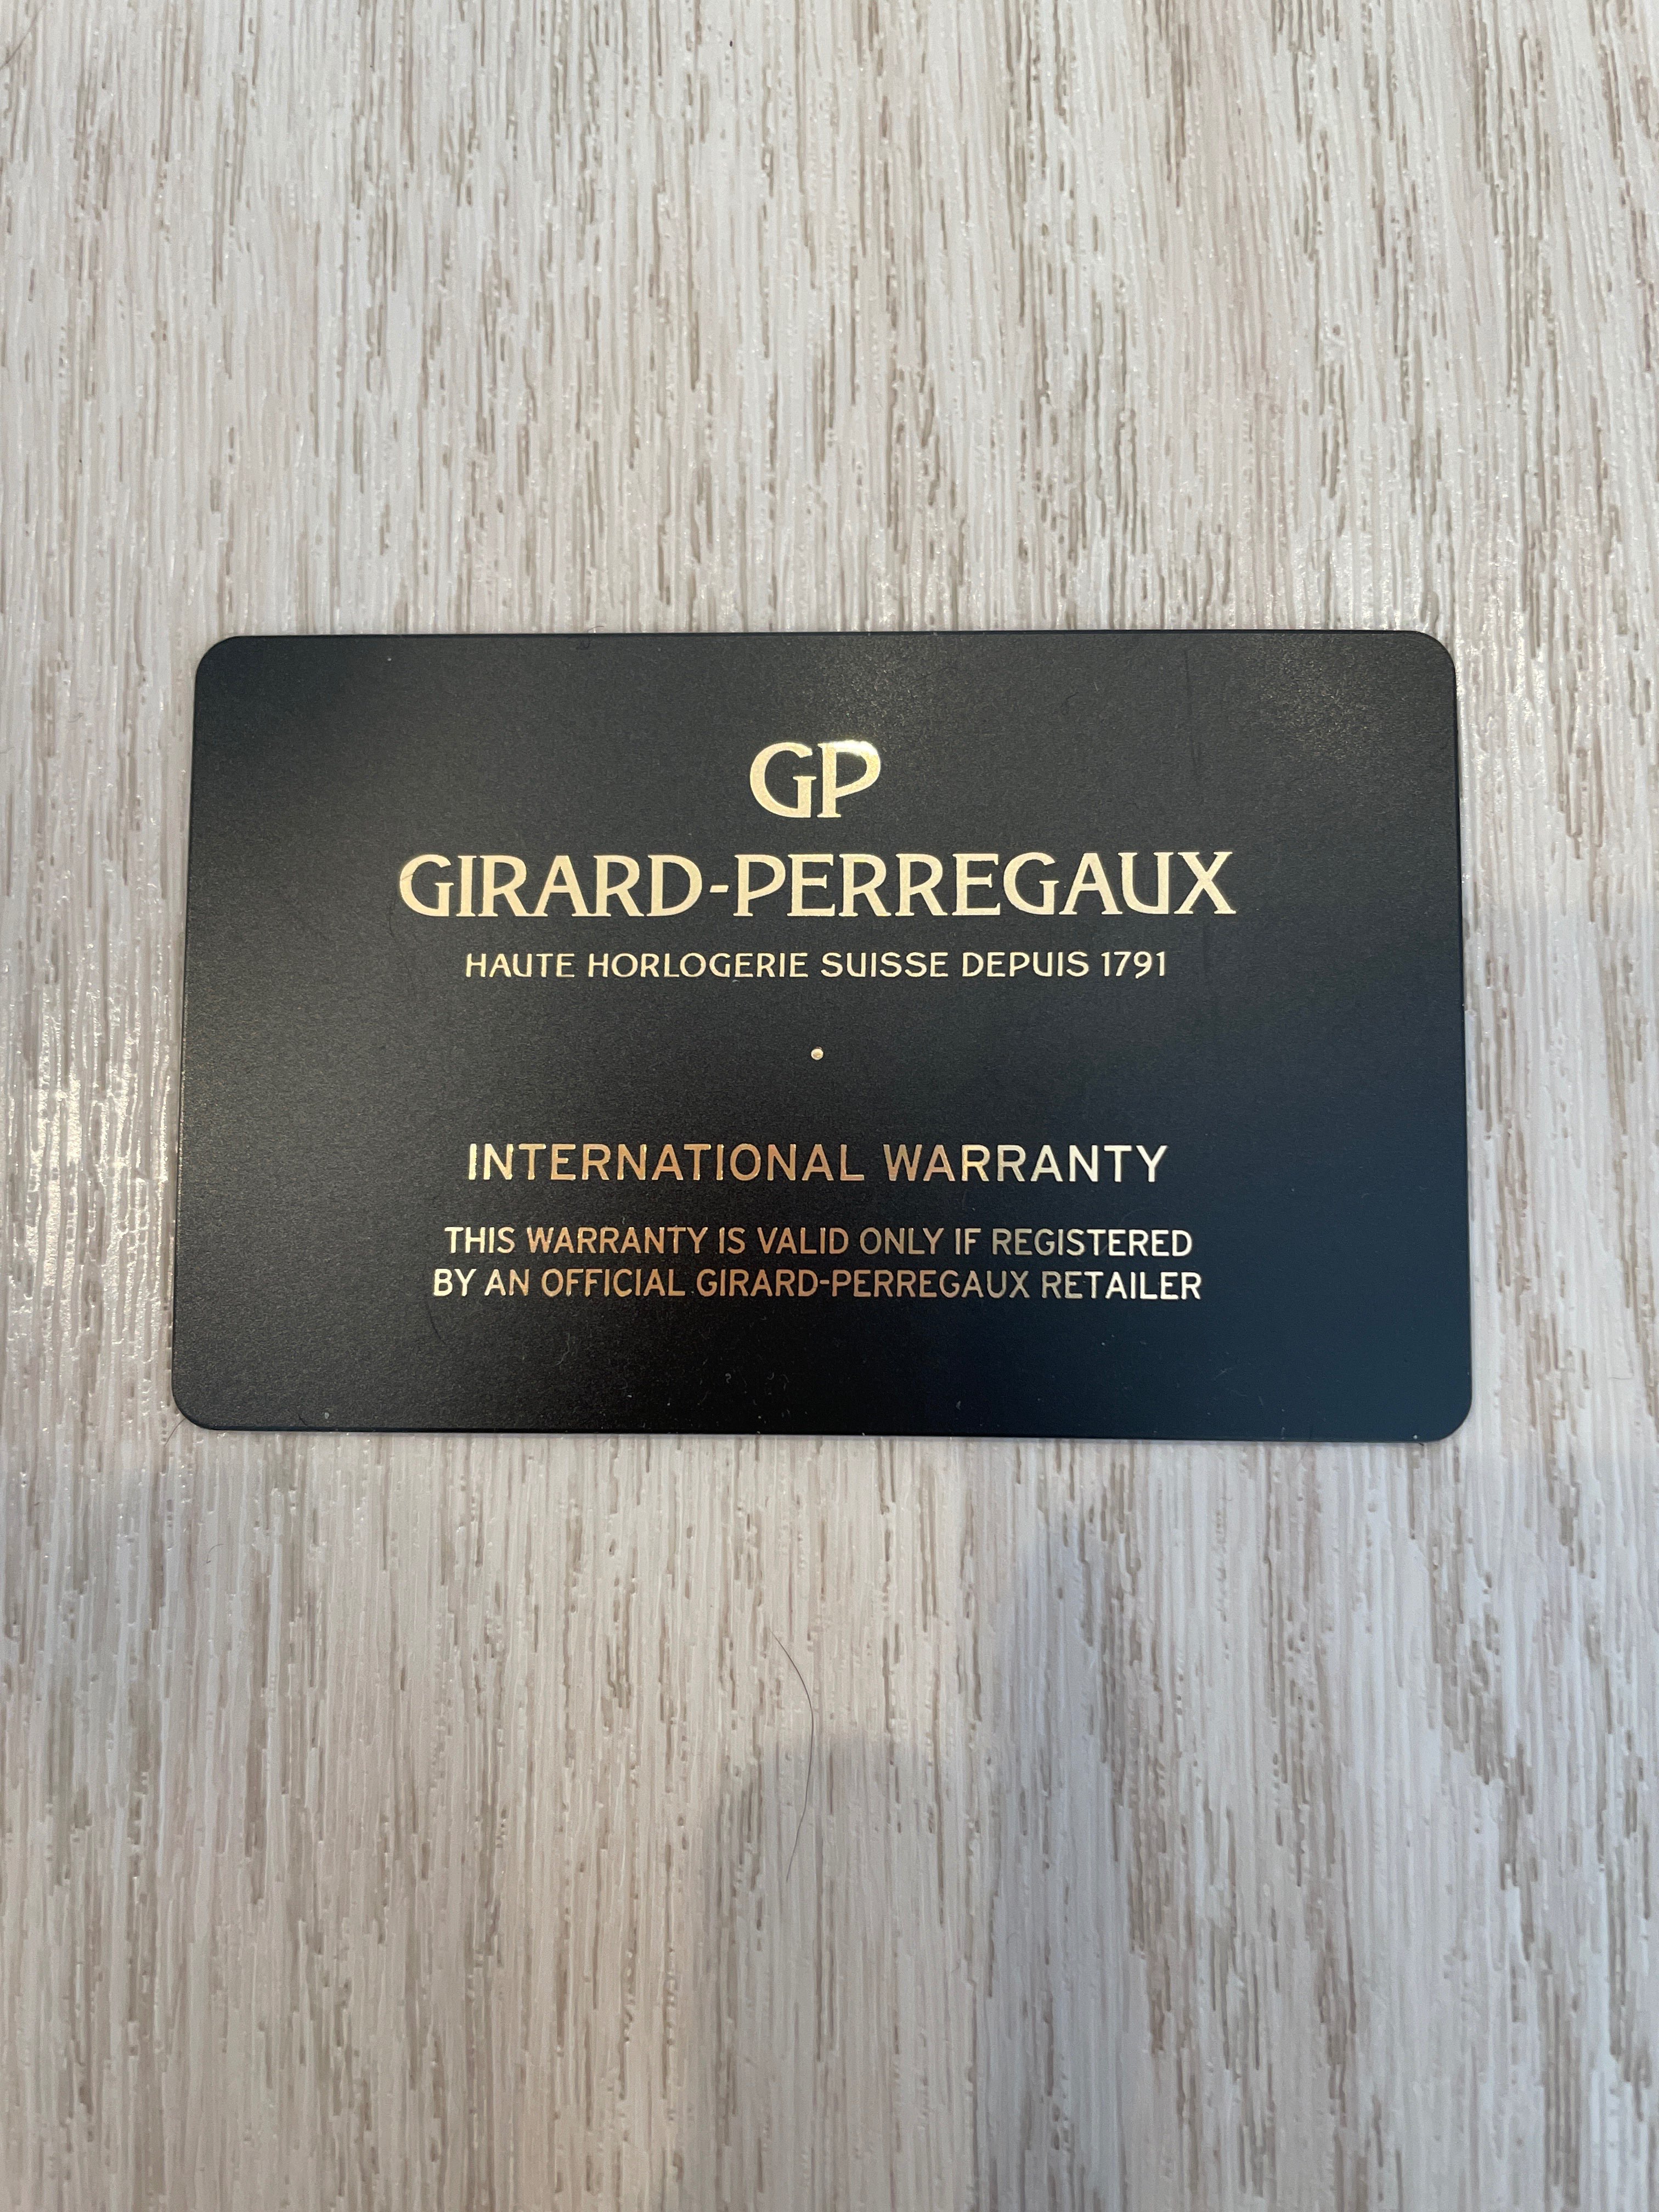 GP
GIRARD-PERREGAUX
HAUTE HORLOGERIE SUISSE DEPUIS 1791
INTERNATIONAL WARRANTY
THIS WARRANTY IS VALID ONLY IF REGISTERED
BY AN OFFICIAL GIRARD-PERREGAUX RETAILER